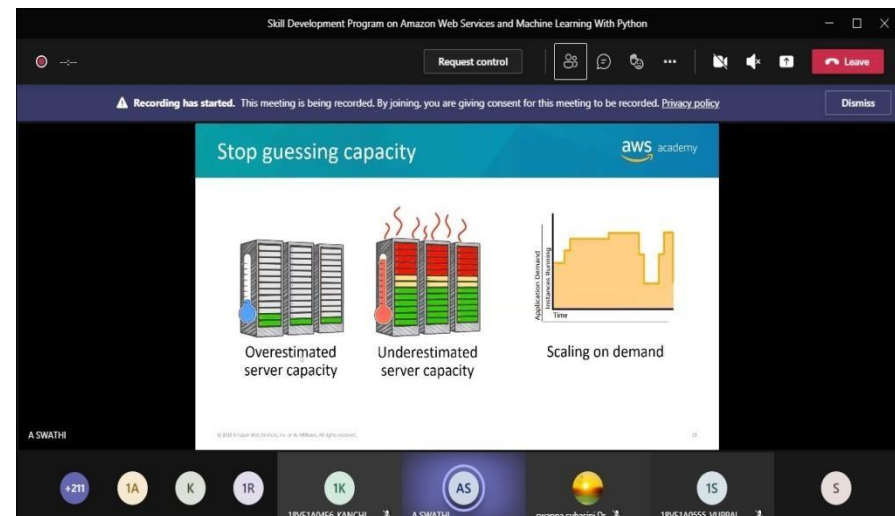 Skill Development Program on Amazon Web Services and Machine Learning With Python
--:--
Request control
Leave
Recording has started. This meeting is being recorded. By joining, you are giving consent for this meeting to be recorded. Privacy policy
Dismiss
Stop guessing capacity
aws academy
Application Demand
Instances Running
Time
Overestimated
server capacity
Underestimated
server capacity
Scaling on demand
A SWATHI
+211
1A
K
1R
1K
AS
1S
S
A SWATHI